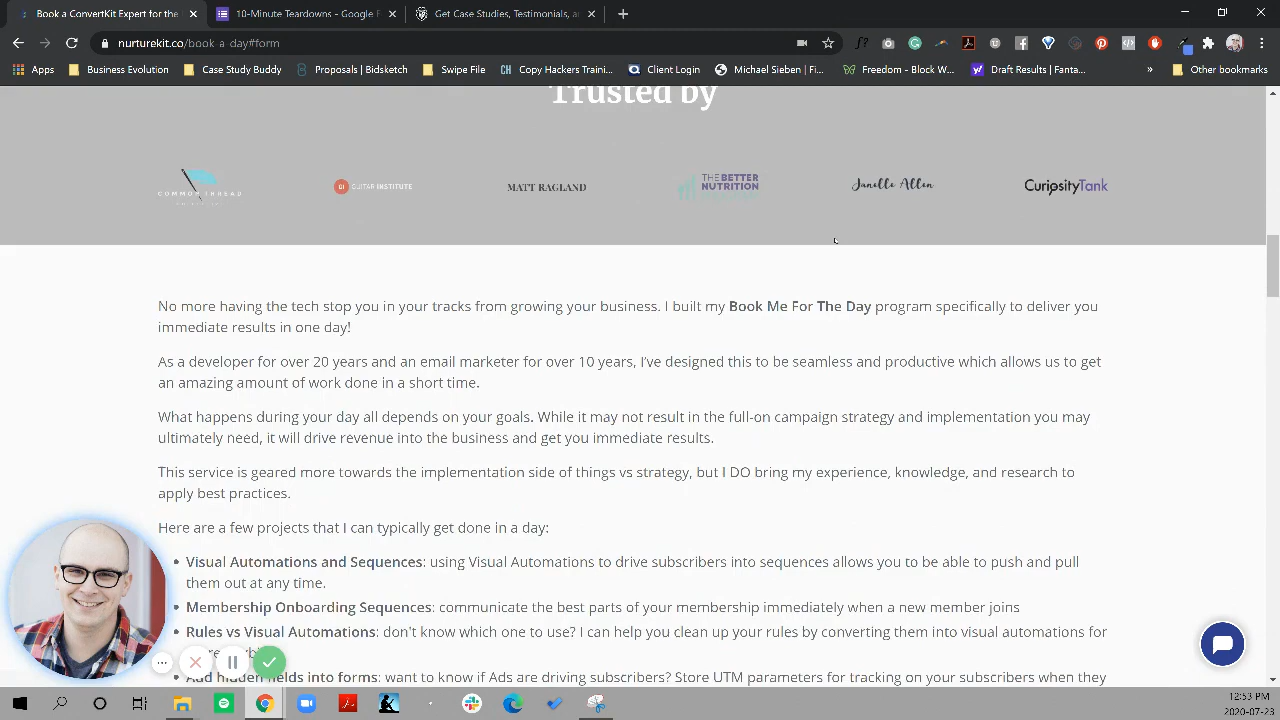 Book a ConvertKit Expert for the
10-Minute Teardowns - Google F
Get Case Studies, Testimonials, a
nurturekit.co/book-a-day#form
Apps
Business Evolution
Case Study Buddy
Proposals | Bidsketch
Swipe File
Copy Hackers Traini...
Client Login
Michael Sieben | Fi...
Freedom – Block W...
Draft Results | Fanta...
»
Other bookmarks
Trusted by
COMMON THREAD
GI GUITAR INSTITUTE
MATT RAGLAND
THE BETTER
NUTRITION
Janelle Allen
CuriosityTank
No more having the tech stop you in your tracks from growing your business. I built my Book Me For The Day program specifically to deliver you
immediate results in one day!
As a developer for over 20 years and an email marketer for over 10 years, I've designed this to be seamless and productive which allows us to get
an amazing amount of work done in a short time.
What happens during your day all depends on your goals. While it may not result in the full-on campaign strategy and implementation you may
ultimately need, it will drive revenue into the business and get you immediate results.
This service is geared more towards the implementation side of things vs strategy, but I DO bring my experience, knowledge, and research to
apply best practices.
Here are a few projects that I can typically get done in a day:
• Visual Automations and Sequences: using Visual Automations to drive subscribers into sequences allows you to be able to push and pull
them out at any time.
• Membership Onboarding Sequences: communicate the best parts of your membership immediately when a new member joins
• Rules vs Visual Automations: don't know which one to use? I can help you clean up your rules by converting them into visual automations for
Add hidden fields into forms: want to know if Ads are driving subscribers? Store UTM parameters for tracking on your subscribers when they
12:53 PM
2020-07-23